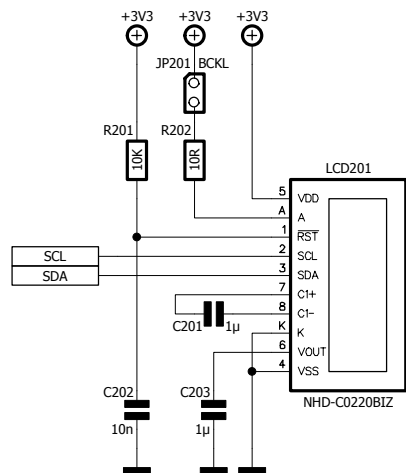 +3V3 +3V3 +3V3
JP201 BCKL
R201 R202
10K 10R
LCD201
5 VDD
A A
1 RST
SCL 2 SCL
SDA 3 SDA
7 C1+
8 C1-
C201 1µ
K K
6 VOUT
4 VSS
C202 C203
10n 1µ
NHD-C0220BIZ